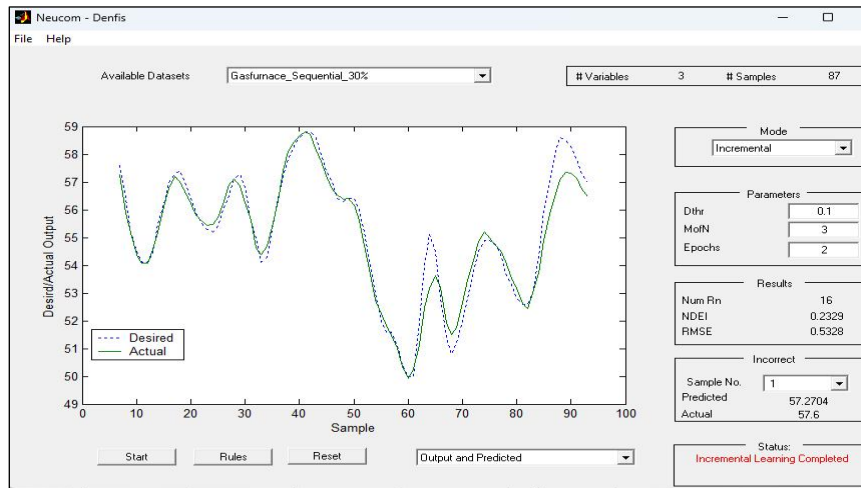 Neucom - Denfis
File Help
Available Datasets Gasfurnace_Sequential_30% # Variables 3 # Samples 87
59
58
57
56
55
54
53
52
51
50
49
0 10 20 30 40 50 60 70 80 90 100
Desird/Actual Output
Sample
Desired
Actual
Start Rules Reset Output and Predicted
Mode
Incremental
Parameters
Dthr 0.1
MofN 3
Epochs 2
Results
Num Rn 16
NDEI 0.2329
RMSE 0.5328
Incorrect
Sample No. 1
Predicted 57.2704
Actual 57.6
Status:
Incremental Learning Completed